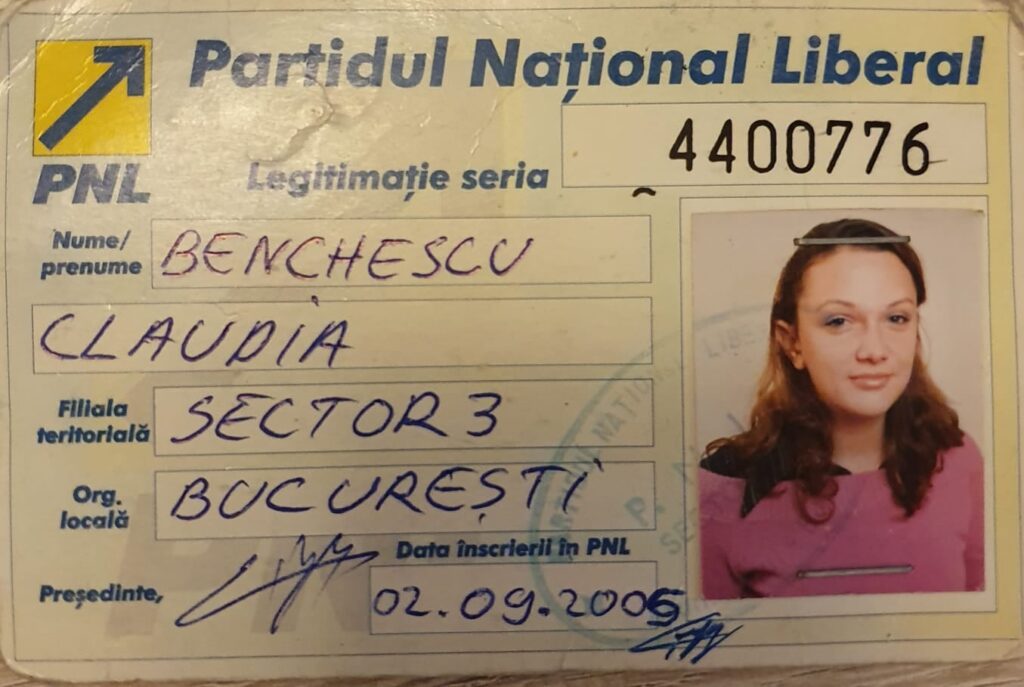 Partidul Național Liberal
PNL
Legitimație seria 4400776
Nume/
prenume BENCHESCU
CLAUDIA
Filiala
teritorială SECTOR 3
Org.
locală BUCUREȘTI
Data înscrierii în PNL
Președinte, 02.09.2005